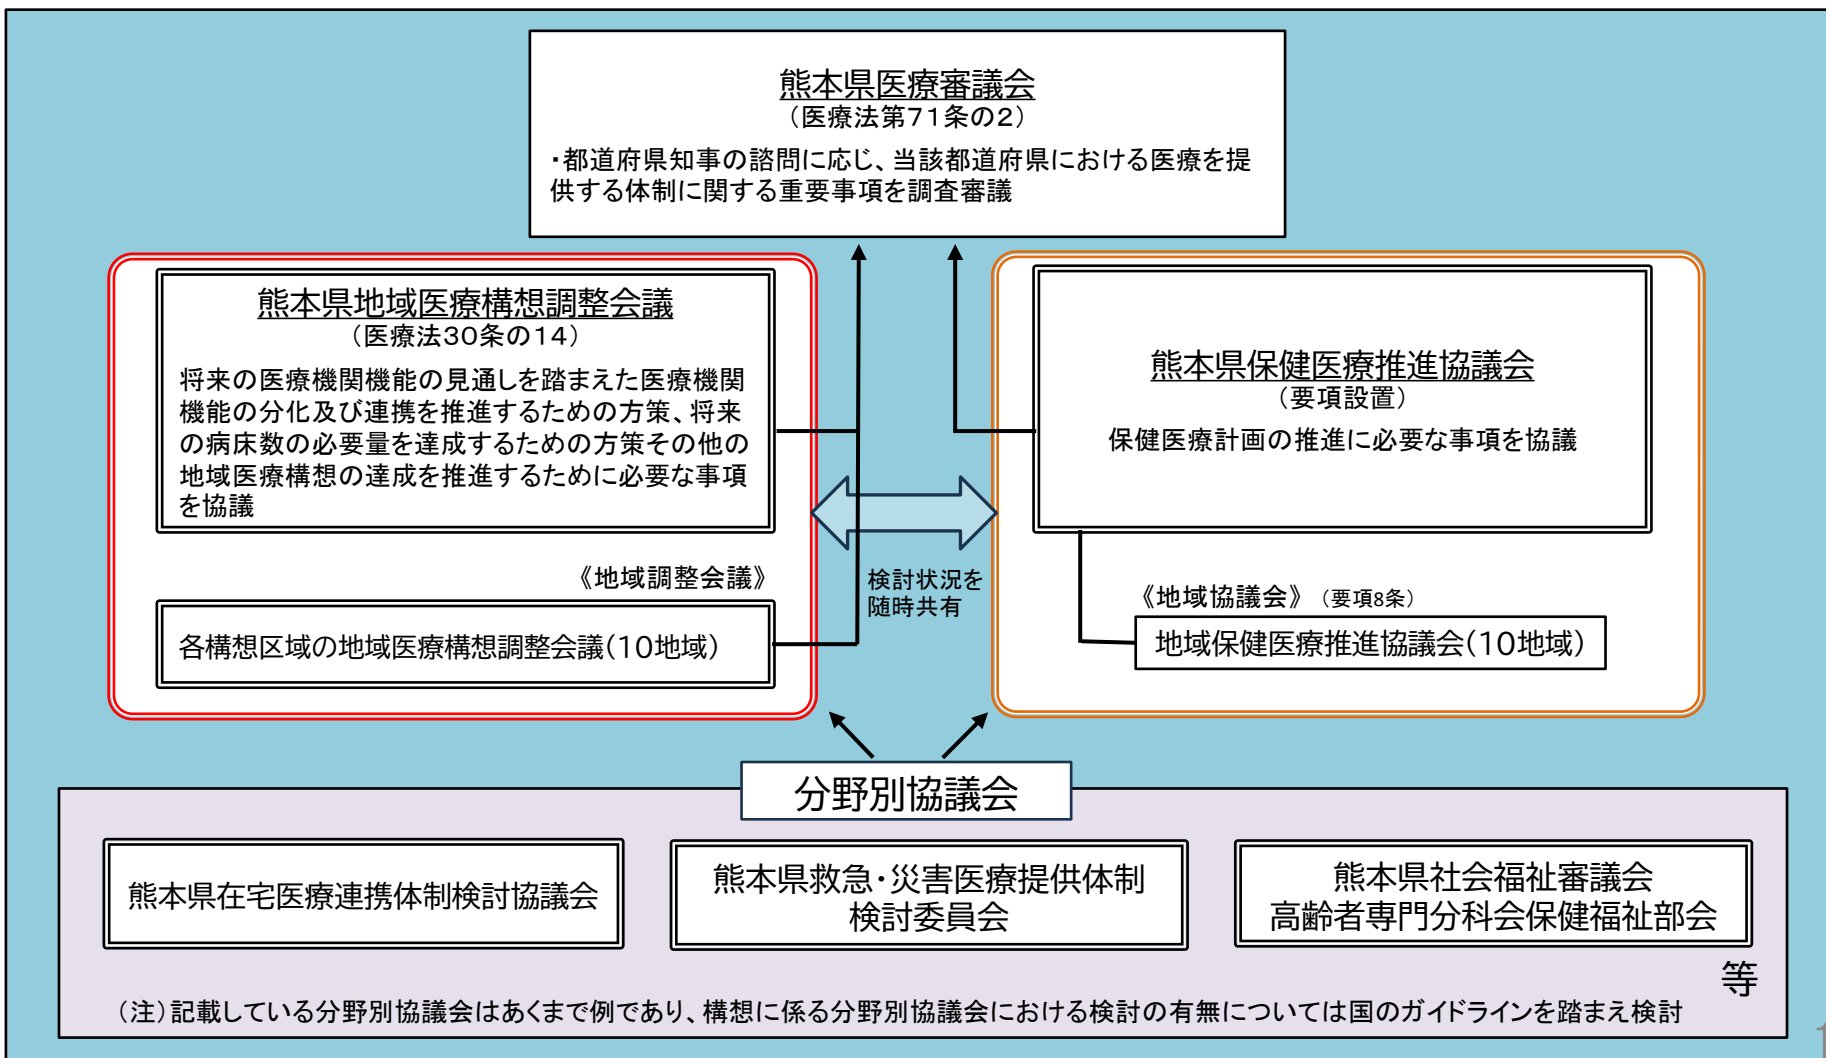 熊本県医療審議会
（医療法第７１条の２）
・都道府県知事の諮問に応じ、当該都道府県における医療を提
供する体制に関する重要事項を調査審議
熊本県地域医療構想調整会議
（医療法３０条の１４）
将来の医療機関機能の見通しを踏まえた医療機関
機能の分化及び連携を推進するための方策、将来
の病床数の必要量を達成するための方策その他の
地域医療構想の達成を推進するために必要な事項
を協議
《地域調整会議》
各構想区域の地域医療構想調整会議（１０地域）
検討状況を
随時共有
熊本県保健医療推進協議会
（要項設置）
保健医療計画の推進に必要な事項を協議
《地域協議会》（要項8条）
地域保健医療推進協議会（１０地域）
分野別協議会
熊本県在宅医療連携体制検討協議会
熊本県救急・災害医療提供体制
検討委員会
熊本県社会福祉審議会
高齢者専門分科会保健福祉部会
等
（注）記載している分野別協議会はあくまで例であり、構想に係る分野別協議会における検討の有無については国のガイドラインを踏まえ検討